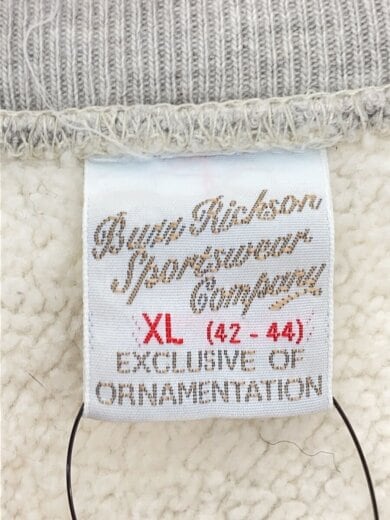 Buzz Rickson
Sportswear
Company
XL (42 - 44)
EXCLUSIVE OF
ORNAMENTATION